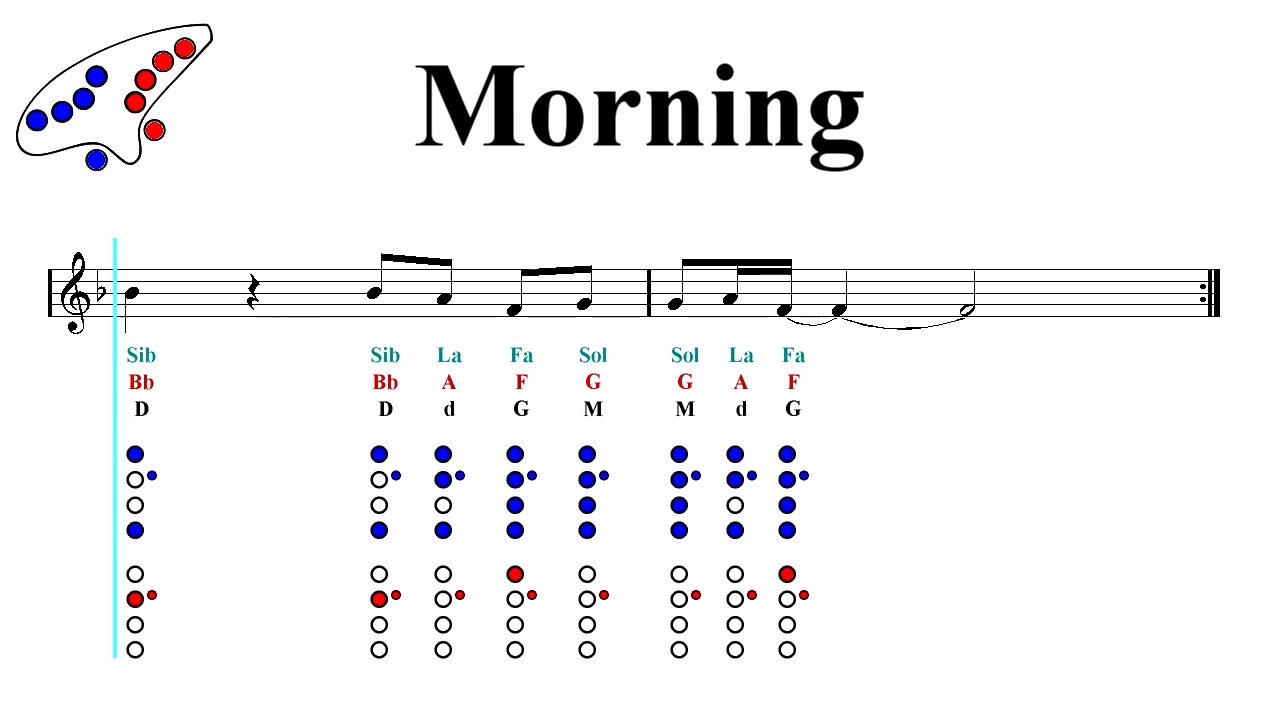 Morning
Sib Sib La Fa Sol Sol La Fa
Bb Bb A F G G A F
D D d G M M d G